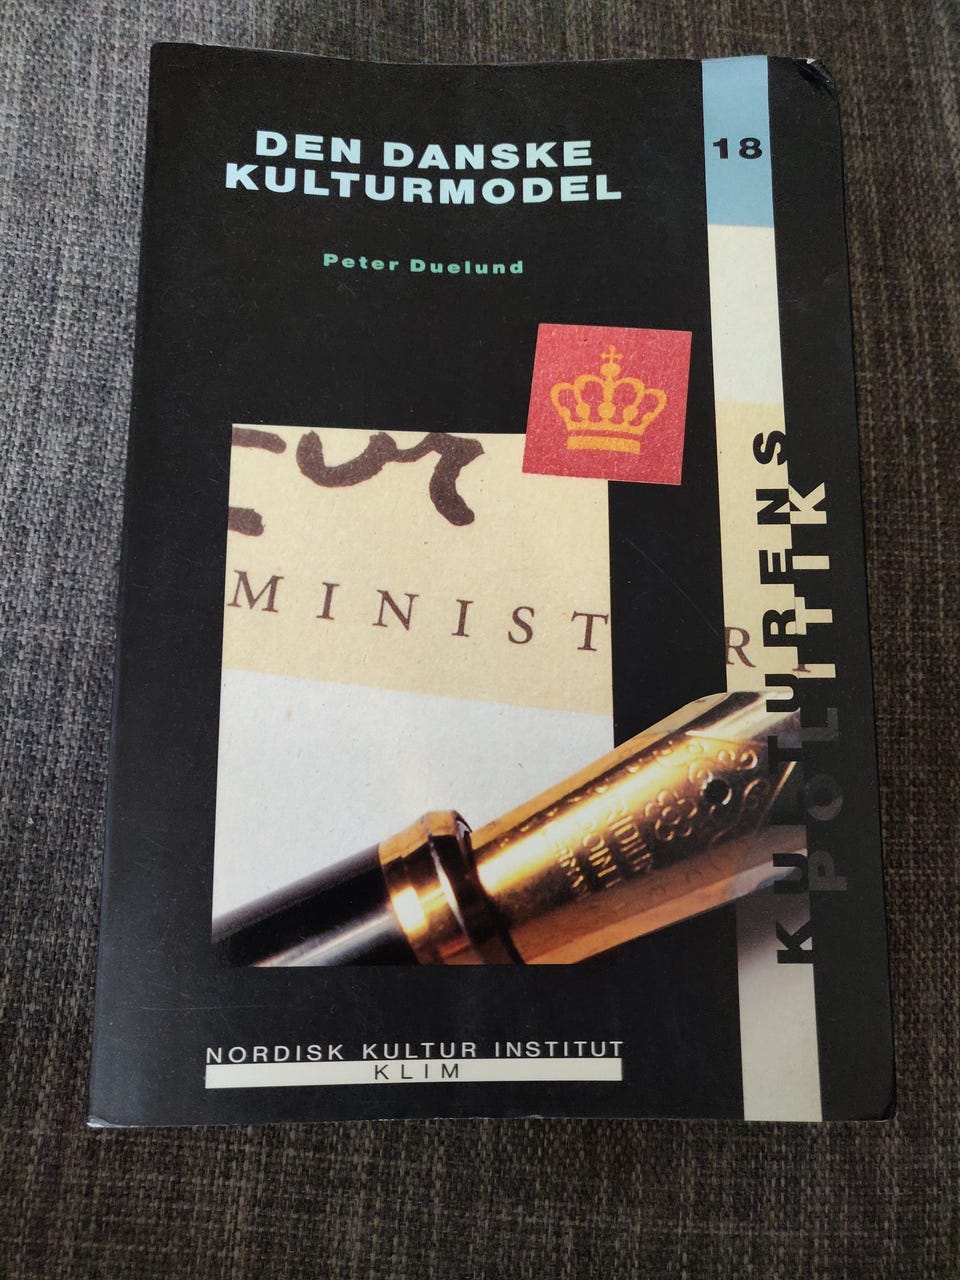 DEN DANSKE
KULTURMODEL
18
Peter Duelund
MINIST R
KULTURENS
POLITIK
NORDISK KULTUR INSTITUT
KLIM